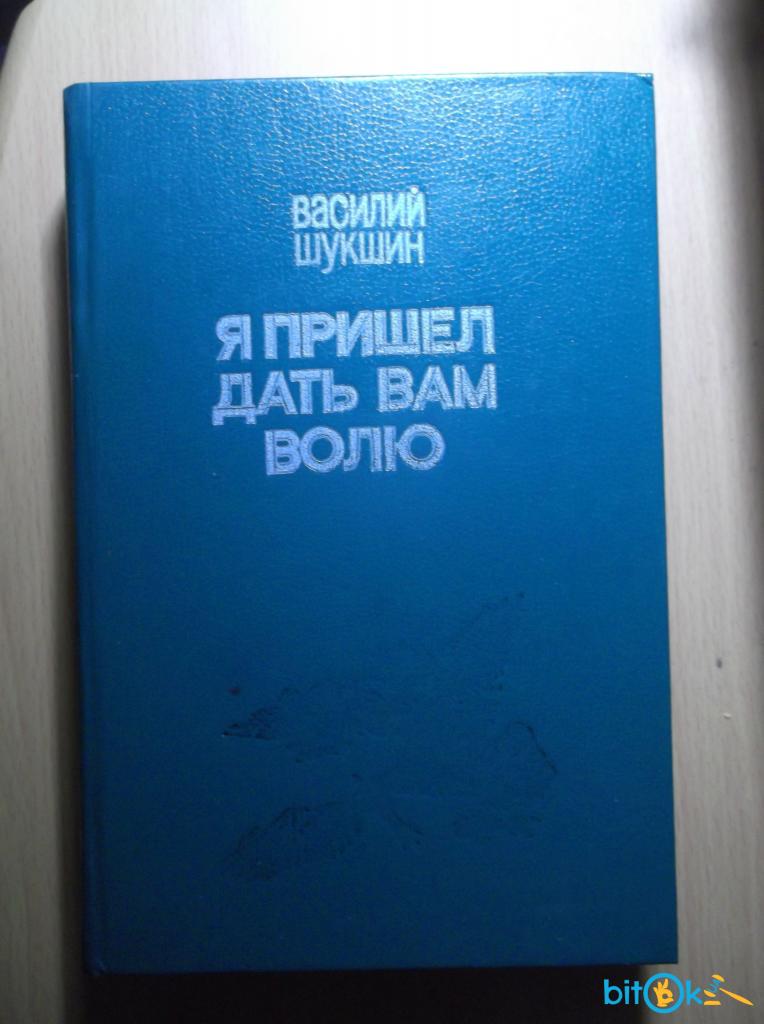 Василий
Шукшин
Я ПРИШЕЛ
ДАТЬ ВАМ
ВОЛЮ
bitOk